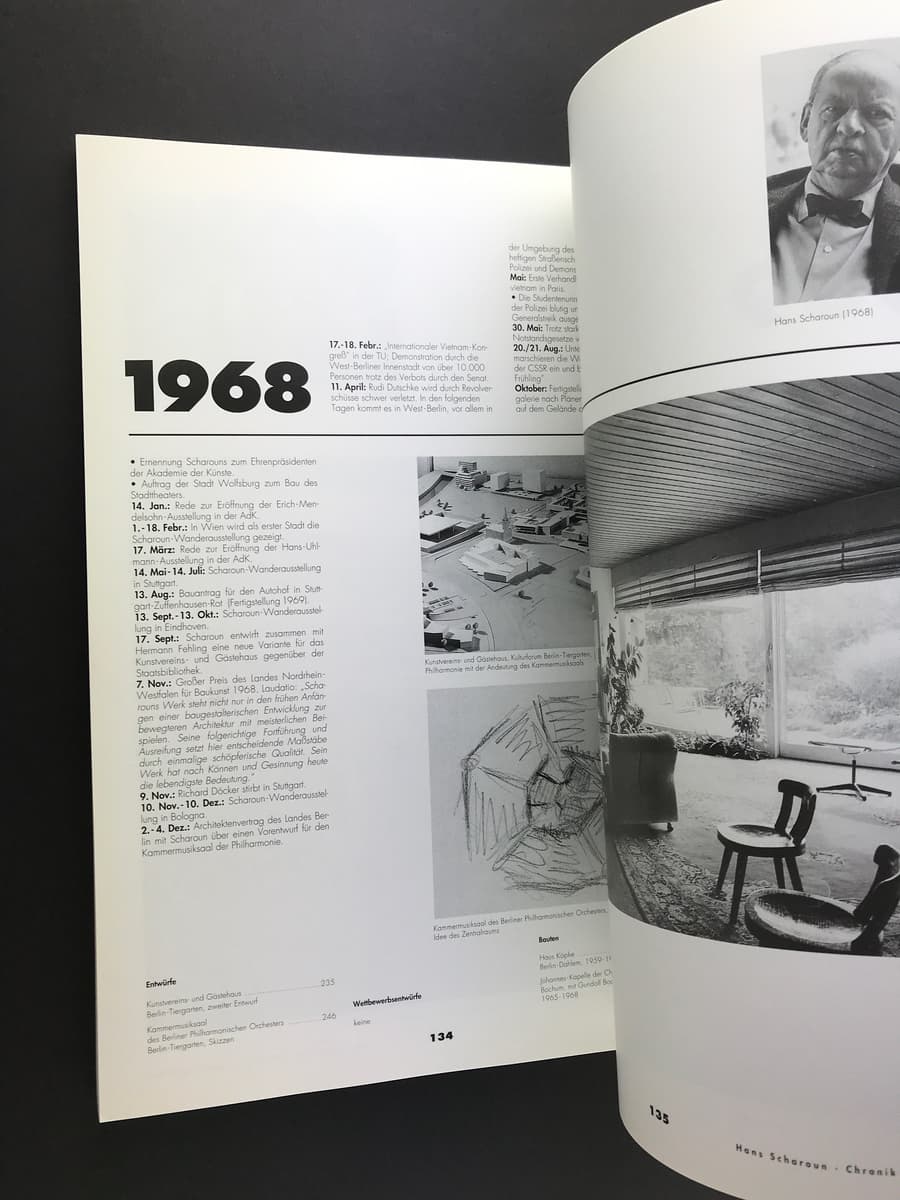 1968
17.-18. Febr.: „Internationaler Vietnam-Kon-
greß" in der TU; Demonstration durch die
West-Berliner Innenstadt von über 10.000
Personen trotz des Verbots durch den Senat.
11. April: Rudi Dutschke wird durch Revolver-
schüsse schwer verletzt. In den folgenden
Tagen kommt es in West-Berlin, vor allem in
der Umgebung des
heftigen Straßensch
Polizei und Demons
Mai: Erste Verhandl
vietnam in Paris.
• Die Studentenunr
der Polizei blutig un
Generalstreik ausge
30. Mai: Trotz stark
Notstandsgesetze v
20./21. Aug.: Unte
marschieren die W
der CSSR ein und b
Frühling"
Oktober: Fertigstell
galerie nach Pläner
auf dem Gelände d
• Ernennung Scharouns zum Ehrenpräsidenten
der Akademie der Künste.
• Auftrag der Stadt Wolfsburg zum Bau des
Stadttheaters.
14. Jan.: Rede zur Eröffnung der Erich-Men-
delsohn-Ausstellung in der AdK.
1.-18. Febr.: In Wien wird als erster Stadt die
Scharoun-Wanderausstellung gezeigt.
17. März: Rede zur Eröffnung der Hans-Uhl-
mann-Ausstellung in der AdK.
14. Mai-14. Juli: Scharoun-Wanderausstellung
in Stuttgart.
13. Aug.: Bauantrag für den Autohof in Stutt-
gart-Zuffenhausen-Rot (Fertigstellung 1969).
13. Sept.-13. Okt.: Scharoun-Wanderausstel-
lung in Eindhoven.
17. Sept.: Scharoun entwirft zusammen mit
Hermann Fehling eine neue Variante für das
Kunstvereins- und Gästehaus gegenüber der
Staatsbibliothek.
7. Nov.: Großer Preis des Landes Nordrhein-
Westfalen für Baukunst 1968. Laudatio: „Scha-
rouns Werk steht nicht nur in den frühen Anfän-
gen einer baugestalterischen Entwicklung zur
bewegteren Architektur mit meisterlichen Bei-
spielen. Seine folgerichtige Fortführung und
Ausreifung setzt hier entscheidende Maßstäbe
durch einmalige schöpferische Qualität. Sein
Werk hat nach Können und Gesinnung heute
die lebendigste Bedeutung."
9. Nov.: Richard Döcker stirbt in Stuttgart.
10. Nov.-10. Dez.: Scharoun-Wanderausstel-
lung in Bologna.
2.-4. Dez.: Architektenvertrag des Landes Ber-
lin mit Scharoun über einen Vorentwurf für den
Kammermusiksaal der Philharmonie.
Kunstvereins- und Gästehaus, Kulturforum Berlin-Tiergarten,
Philharmonie mit der Andeutung des Kammermusiksaals
Kammermusiksaal des Berliner Philharmonischen Orchesters,
Idee des Zentralraums
Entwürfe
Kunstvereins- und Gästehaus 235
Berlin-Tiergarten, zweiter Entwurf
Kammermusiksaal
des Berliner Philharmonischen Orchesters 246
Berlin-Tiergarten, Skizzen
Wettbewerbsentwürfe
keine
Bauten
Haus Köpke
Berlin-Dahlem, 1959-1
Johannes-Kapelle der Ch
Bochum, mit Gundolf Boc
1965-1968
134
Hans Scharoun (1968)
135
Hans Scharoun · Chronik